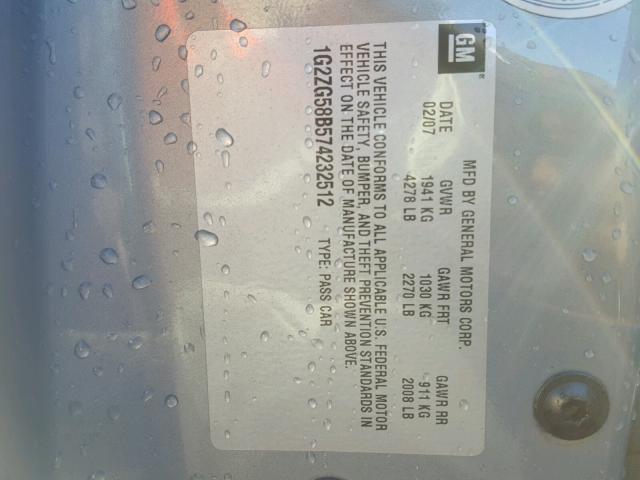 GM
MFD BY GENERAL MOTORS CORP.
DATE GVWR GAWR FRT GAWR RR
02/07 1941 KG 1030 KG 911 KG
4278 LB 2270 LB 2008 LB
THIS VEHICLE CONFORMS TO ALL APPLICABLE U.S. FEDERAL MOTOR
VEHICLE SAFETY, BUMPER, AND THEFT PREVENTION STANDARDS IN
EFFECT ON THE DATE OF MANUFACTURE SHOWN ABOVE.
1G2ZG58B574232512 TYPE: PASS CAR